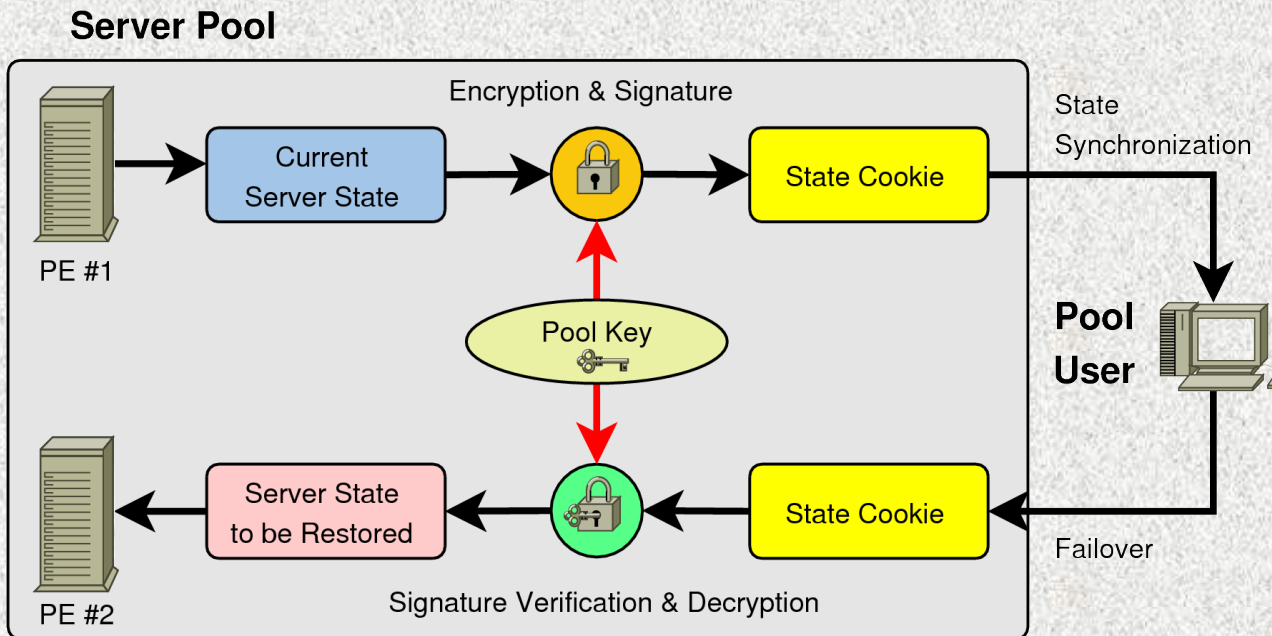 Server Pool
Encryption & Signature
State
Synchronization
Current
Server State
State Cookie
PE #1
Pool Key
Pool
User
Server State
to be Restored
State Cookie
Failover
Signature Verification & Decryption
PE #2